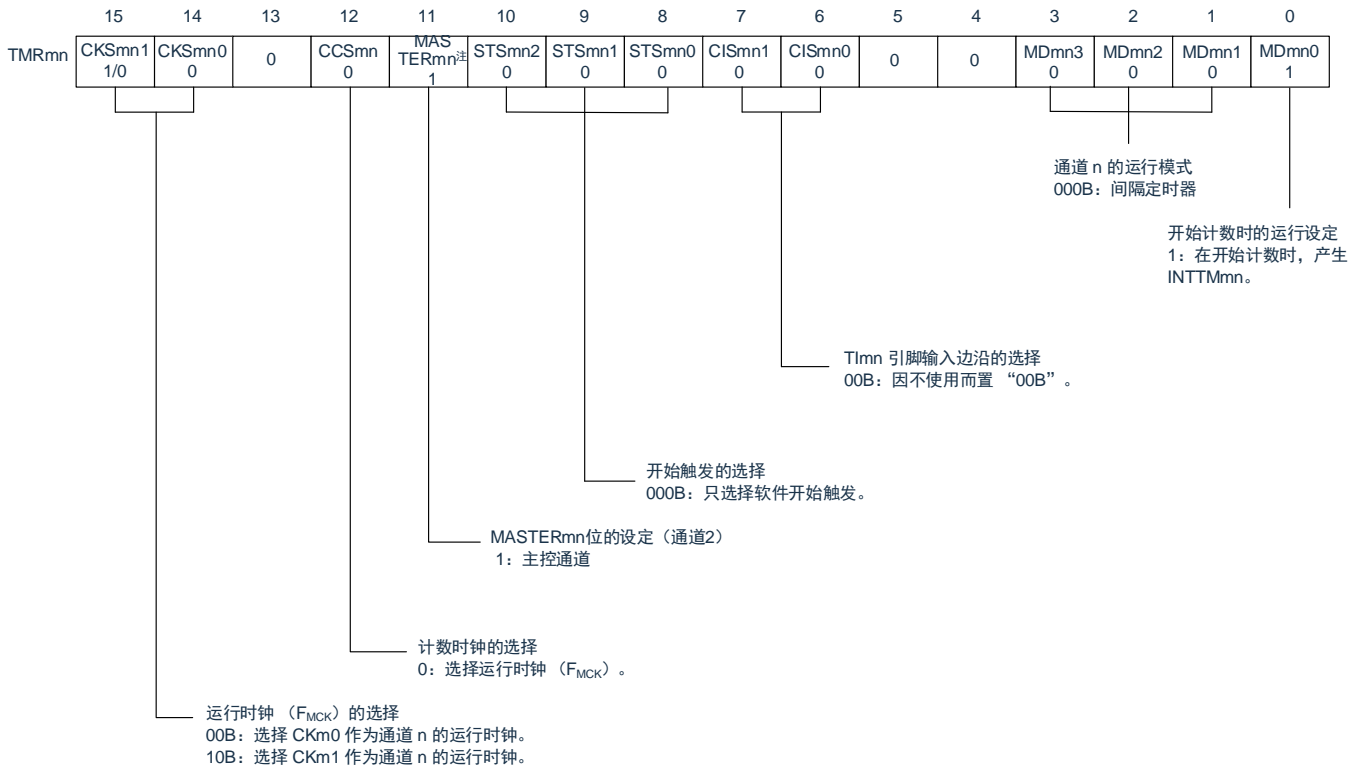 15 14 13 12 11 10 9 8 7 6 5 4 3 2 1 0
TMRmn CKSmn1 CKSmn0 0 CCSmn MAS STSmn2 STSmn1 STSmn0 CISmn1 CISmn0 0 0 MDmn3 MDmn2 MDmn1 MDmn0
TERmn注
1/0 0 0 1 0 0 0 0 0 0 0 0 1
通道 n 的运行模式
000B：间隔定时器
开始计数时的运行设定
1：在开始计数时，产生
INTTMmn。
TImn 引脚输入边沿的选择
00B：因不使用而置 “00B”。
开始触发的选择
000B：只选择软件开始触发。
MASTERmn位的设定（通道2）
1：主控通道
计数时钟的选择
0：选择运行时钟 （FMCK）。
运行时钟 （FMCK）的选择
00B：选择 CKm0 作为通道 n 的运行时钟。
10B：选择 CKm1 作为通道 n 的运行时钟。